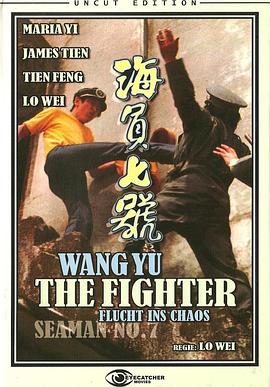 UNCUT EDITION
MARIA YI
JAMES TIEN
TIEN FENG
LO WEI
海員七號
WANG YU
THE FIGHTER
FLUCHT INS CHAOS
SEAMAN NO. 7
REGIE: LO WEI
EYECATCHER
MOVIES